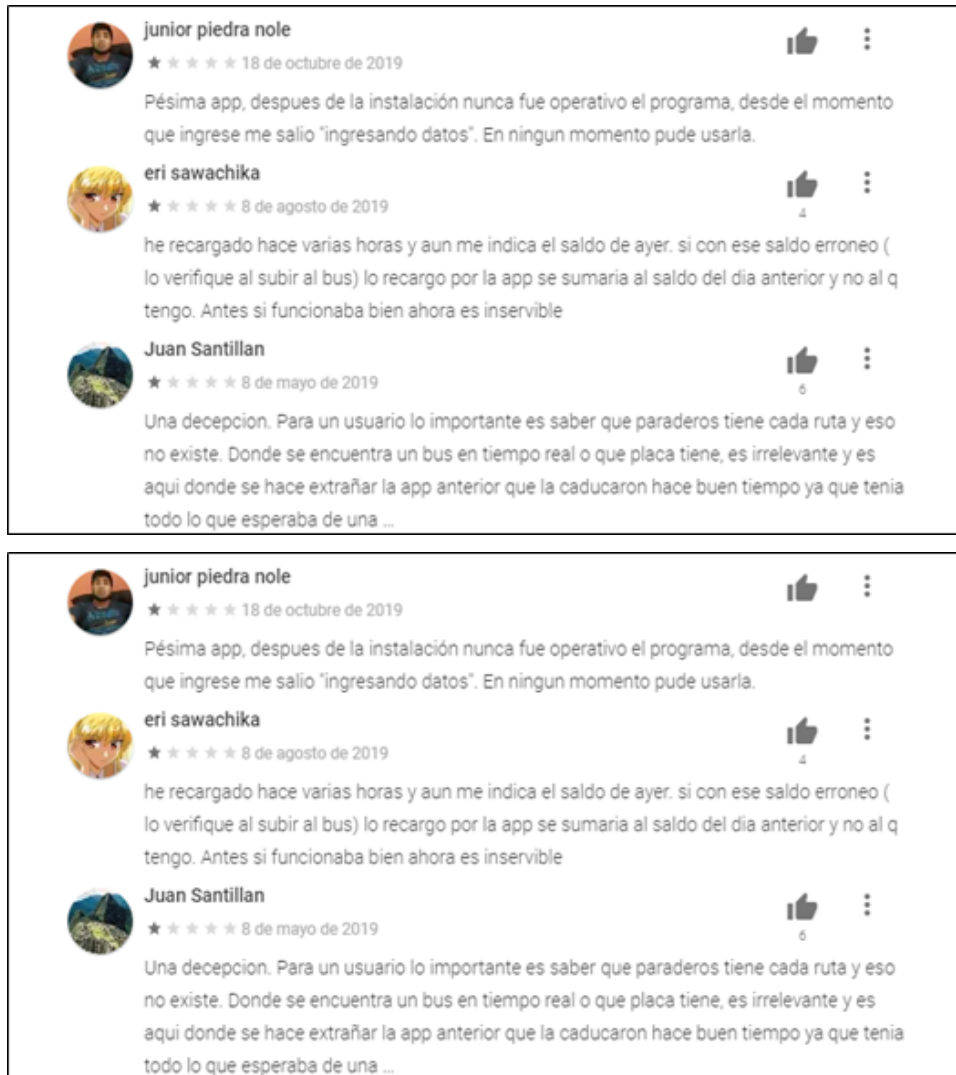 junior piedra nole
18 de octubre de 2019
Pésima app, despues de la instalación nunca fue operativo el programa, desde el momento
que ingrese me salio "ingresando datos". En ningun momento pude usarla.
eri sawachika
8 de agosto de 2019
4
he recargado hace varias horas y aun me indica el saldo de ayer. si con ese saldo erroneo (
lo verifique al subir al bus) lo recargo por la app se sumaria al saldo del dia anterior y no al q
tengo. Antes si funcionaba bien ahora es inservible
Juan Santillan
8 de mayo de 2019
6
Una decepcion. Para un usuario lo importante es saber que paraderos tiene cada ruta y eso
no existe. Donde se encuentra un bus en tiempo real o que placa tiene, es irrelevante y es
aqui donde se hace extrañar la app anterior que la caducaron hace buen tiempo ya que tenia
todo lo que esperaba de una ...
junior piedra nole
18 de octubre de 2019
Pésima app, despues de la instalación nunca fue operativo el programa, desde el momento
que ingrese me salio "ingresando datos". En ningun momento pude usarla.
eri sawachika
8 de agosto de 2019
4
he recargado hace varias horas y aun me indica el saldo de ayer. si con ese saldo erroneo (
lo verifique al subir al bus) lo recargo por la app se sumaria al saldo del dia anterior y no al q
tengo. Antes si funcionaba bien ahora es inservible
Juan Santillan
8 de mayo de 2019
6
Una decepcion. Para un usuario lo importante es saber que paraderos tiene cada ruta y eso
no existe. Donde se encuentra un bus en tiempo real o que placa tiene, es irrelevante y es
aqui donde se hace extrañar la app anterior que la caducaron hace buen tiempo ya que tenia
todo lo que esperaba de una ...